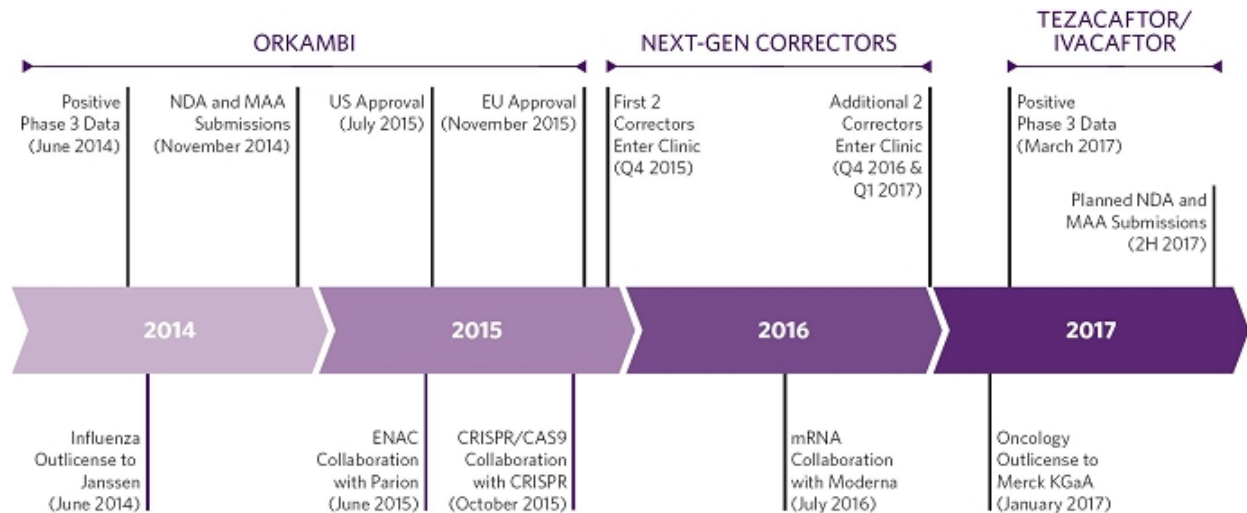 ORKAMBI
NEXT-GEN CORRECTORS
TEZACAFTOR/
IVACAFTOR
Positive
Phase 3 Data
(June 2014)
NDA and MAA
Submissions
(November 2014)
US Approval
(July 2015)
EU Approval
(November 2015)
First 2
Correctors
Enter Clinic
(Q4 2015)
Additional 2
Correctors
Enter Clinic
(Q4 2016 &
Q1 2017)
Positive
Phase 3 Data
(March 2017)
Planned NDA and
MAA Submissions
(2H 2017)
2014
2015
2016
2017
Influenza
Outlicense to
Janssen
(June 2014)
ENAC
Collaboration
with Parion
(June 2015)
CRISPR/CAS9
Collaboration
with CRISPR
(October 2015)
mRNA
Collaboration
with Moderna
(July 2016)
Oncology
Outlicense to
Merck KGaA
(January 2017)